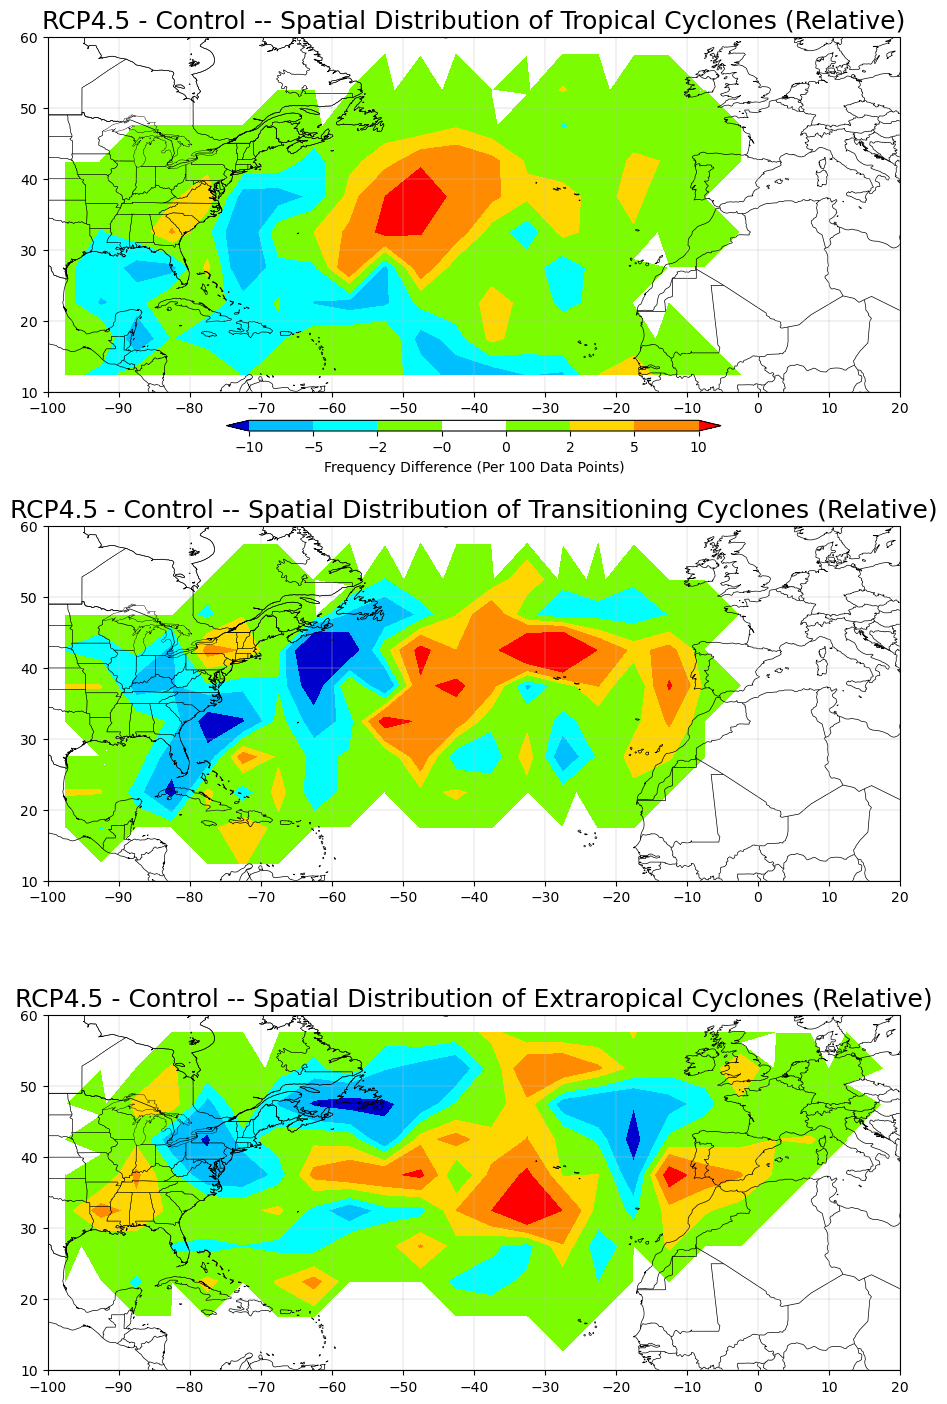 RCP4.5 - Control -- Spatial Distribution of Tropical Cyclones (Relative)
60
50
40
30
20
10
−100 −90 −80 −70 −60 −50 −40 −30 −20 −10 0 10 20
−10 −5 −2 −0 0 2 5 10
Frequency Difference (Per 100 Data Points)
RCP4.5 - Control -- Spatial Distribution of Transitioning Cyclones (Relative)
60
50
40
30
20
10
−100 −90 −80 −70 −60 −50 −40 −30 −20 −10 0 10 20
RCP4.5 - Control -- Spatial Distribution of Extraropical Cyclones (Relative)
60
50
40
30
20
10
−100 −90 −80 −70 −60 −50 −40 −30 −20 −10 0 10 20